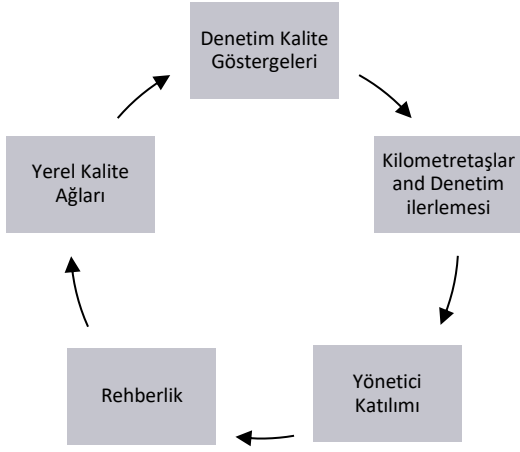 Denetim Kalite
Göstergeleri
Kilometretaşlar
and Denetim
ilerlemesi
Yönetici
Katılımı
Rehberlik
Yerel Kalite
Ağları